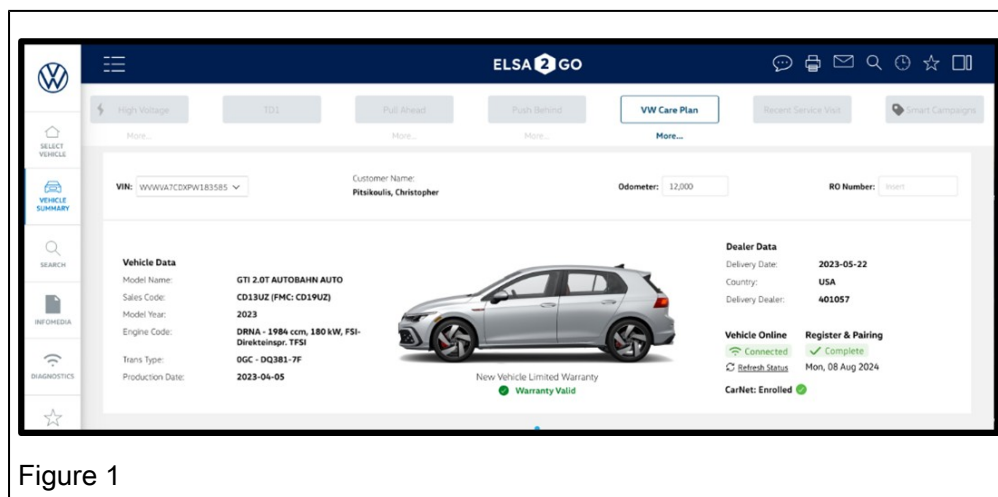 ELSA 2 GO
High Voltage
TD1
Pull Ahead
Push Behind
VW Care Plan
Recent Service Visit
Smart Campaigns
More...
More...
More...
More...
SELECT
VEHICLE
VEHICLE
SUMMARY
SEARCH
INFOMEDIA
DIAGNOSTICS
VIN: WVWVA7CDXPW183585
Customer Name:
Pitsikoulis, Christopher
Odometer: 12,000
RO Number: Insert
Vehicle Data
Model Name: GTI 2.0T AUTOBAHN AUTO
Sales Code: CD13UZ (FMC: CD19UZ)
Model Year: 2023
Engine Code: DRNA - 1984 ccm, 180 kW, FSI-
Direkteinspr. TFSI
Trans Type: 0GC - DQ381-7F
Production Date: 2023-04-05
New Vehicle Limited Warranty
Warranty Valid
Dealer Data
Delivery Date: 2023-05-22
Country: USA
Delivery Dealer: 401057
Vehicle Online Register & Pairing
Connected Complete
Refresh Status Mon, 08 Aug 2024
CarNet: Enrolled
Figure 1